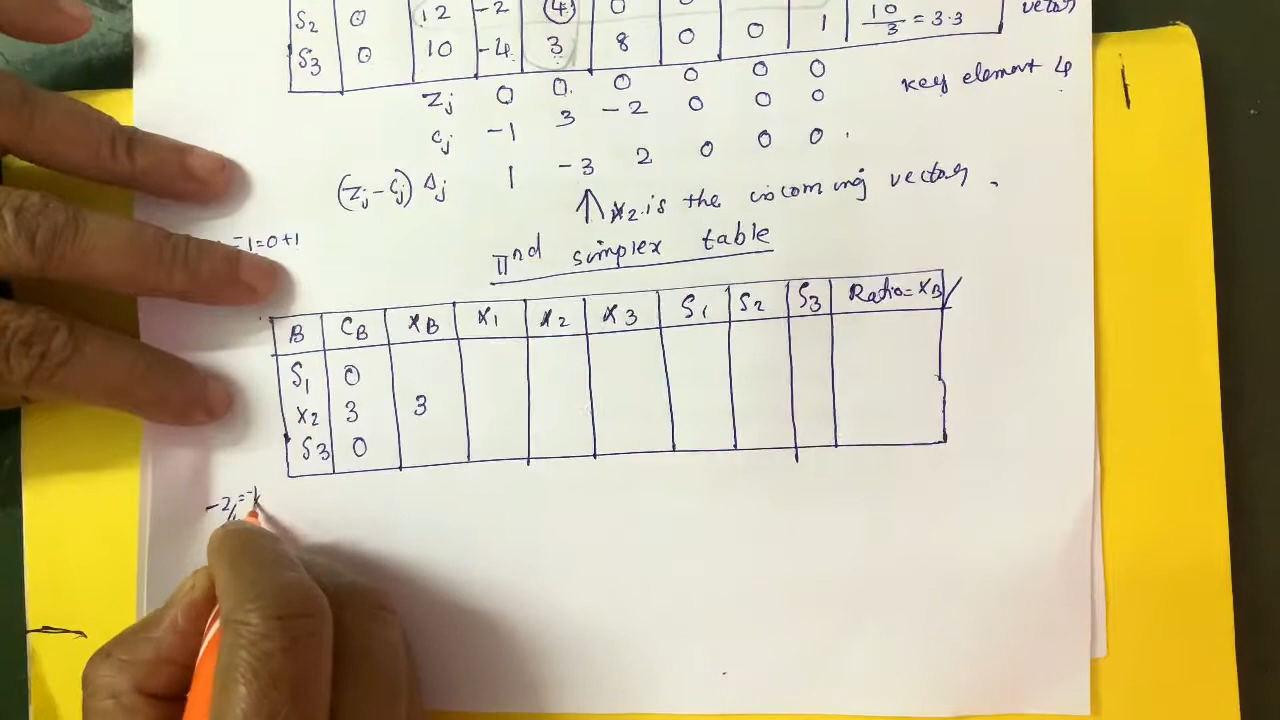 S2 0 12 -2 4 0
S3 0 10 -4 3 8 0 0 1 10/3 = 3.3
Zj 0 0. 0 0 0 0
key element 4
Cj -1 3 -2 0 0 0
(Zj - Cj) Δj 1 -3 2 0 0 0.
↑ x2 is the incoming vector.
-1=0+1
IInd simplex table
B CB XB X1 X2 X3 S1 S2 S3 Ratio=XB/
S1 0
X2 3 3
S3 0
-2/